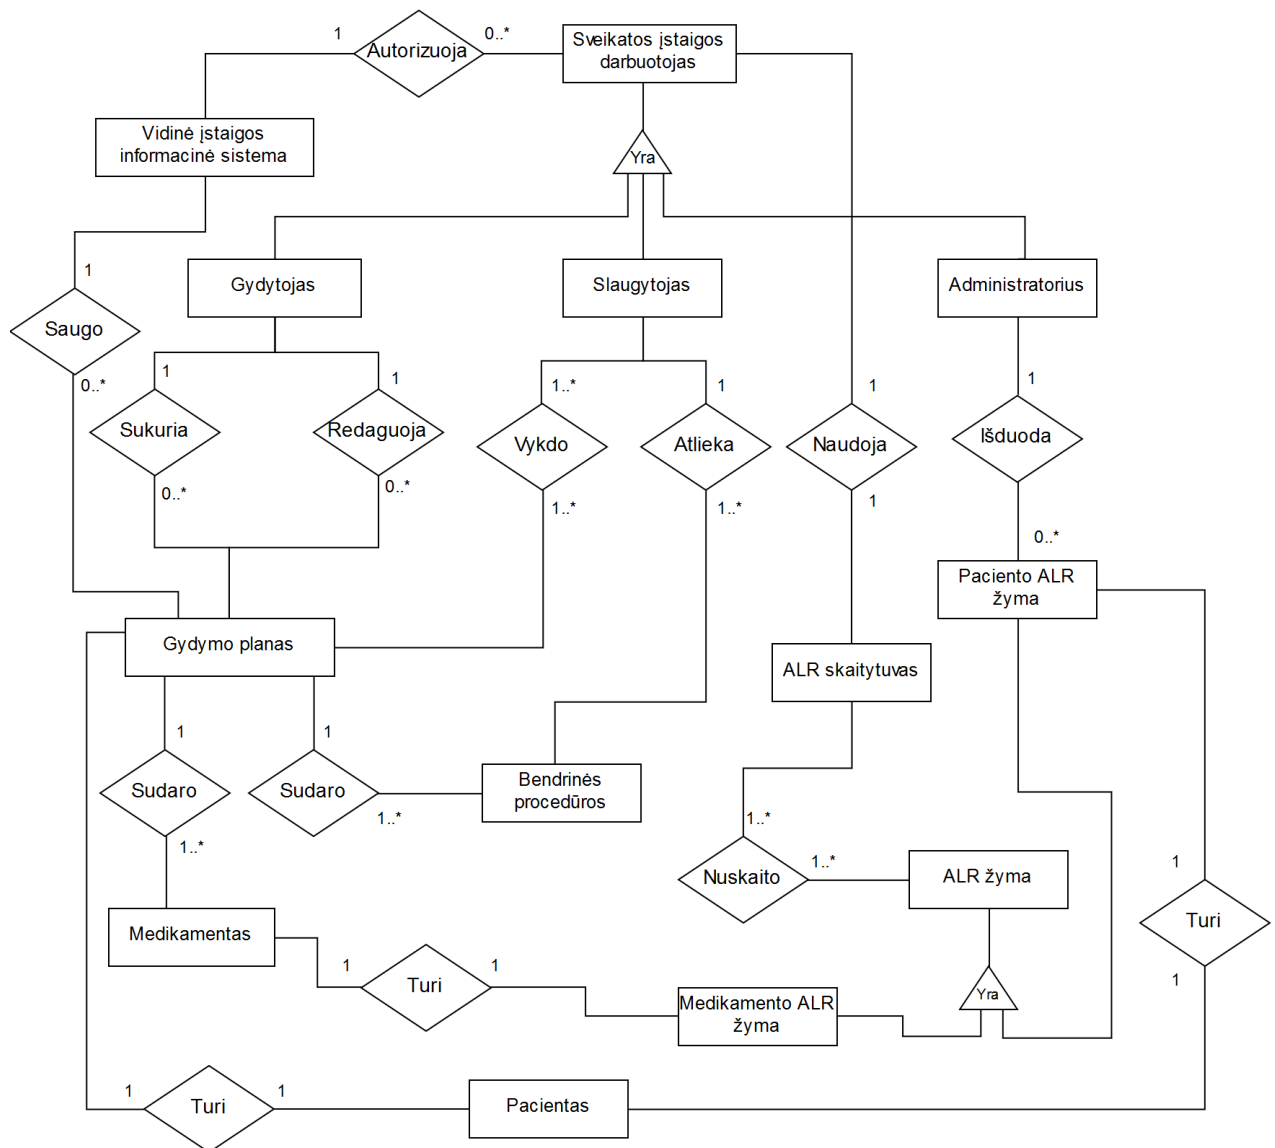 1
Autorizuoja
0..*
Sveikatos įstaigos
darbuotojas
Vidinė įstaigos
informacinė sistema
Yra
Gydytojas
Slaugytojas
Administratorius
1
Saugo
0..*
1
Sukuria
0..*
1
Redaguoja
0..*
1..*
Vykdo
1..*
1
Atlieka
1..*
1
Naudoja
1
1
Išduoda
0..*
Paciento ALR
žyma
Gydymo planas
ALR skaitytuvas
1
Sudaro
1..*
1
Sudaro
1..*
Bendrinės
procedūros
1..*
Nuskaito
1..*
ALR žyma
1
Turi
1
Medikamentas
1
Turi
1
Medikamento ALR
žyma
Yra
1
Turi
1
Pacientas